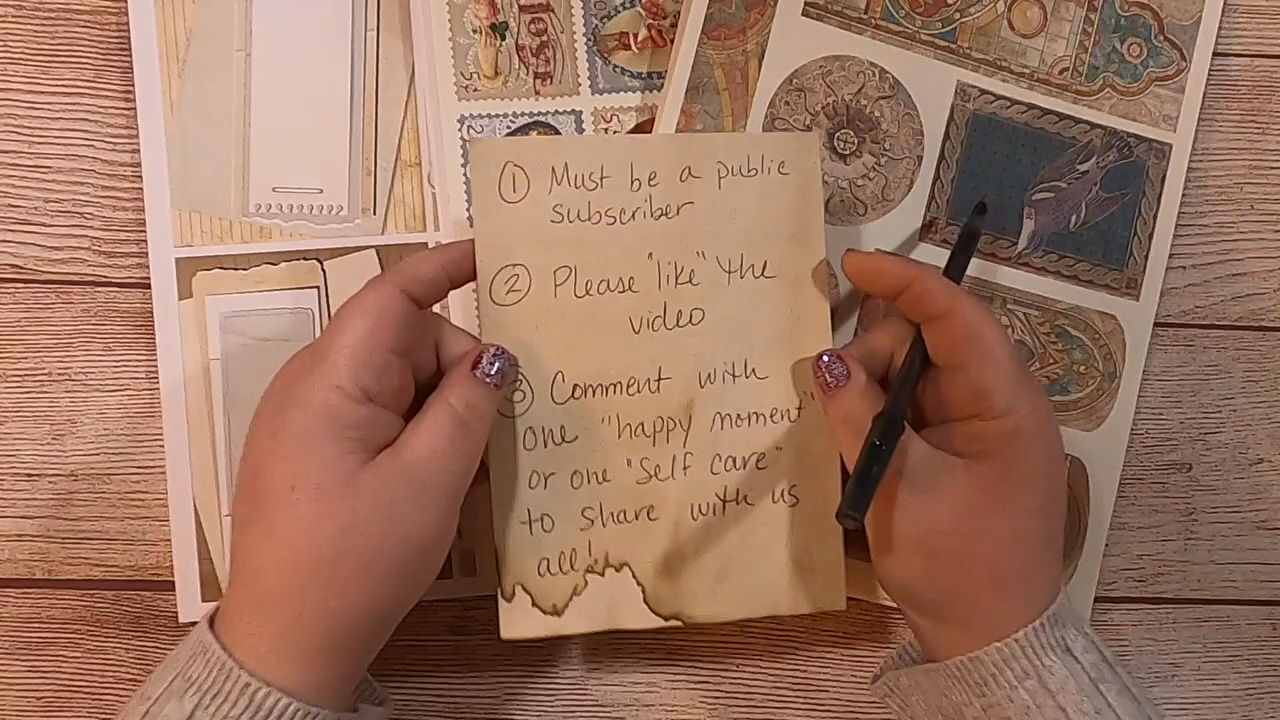 ① Must be a public
subscriber
② Please "like" the
video
③ Comment with
one "happy moment"
or one "Self care"
to share with us
all!